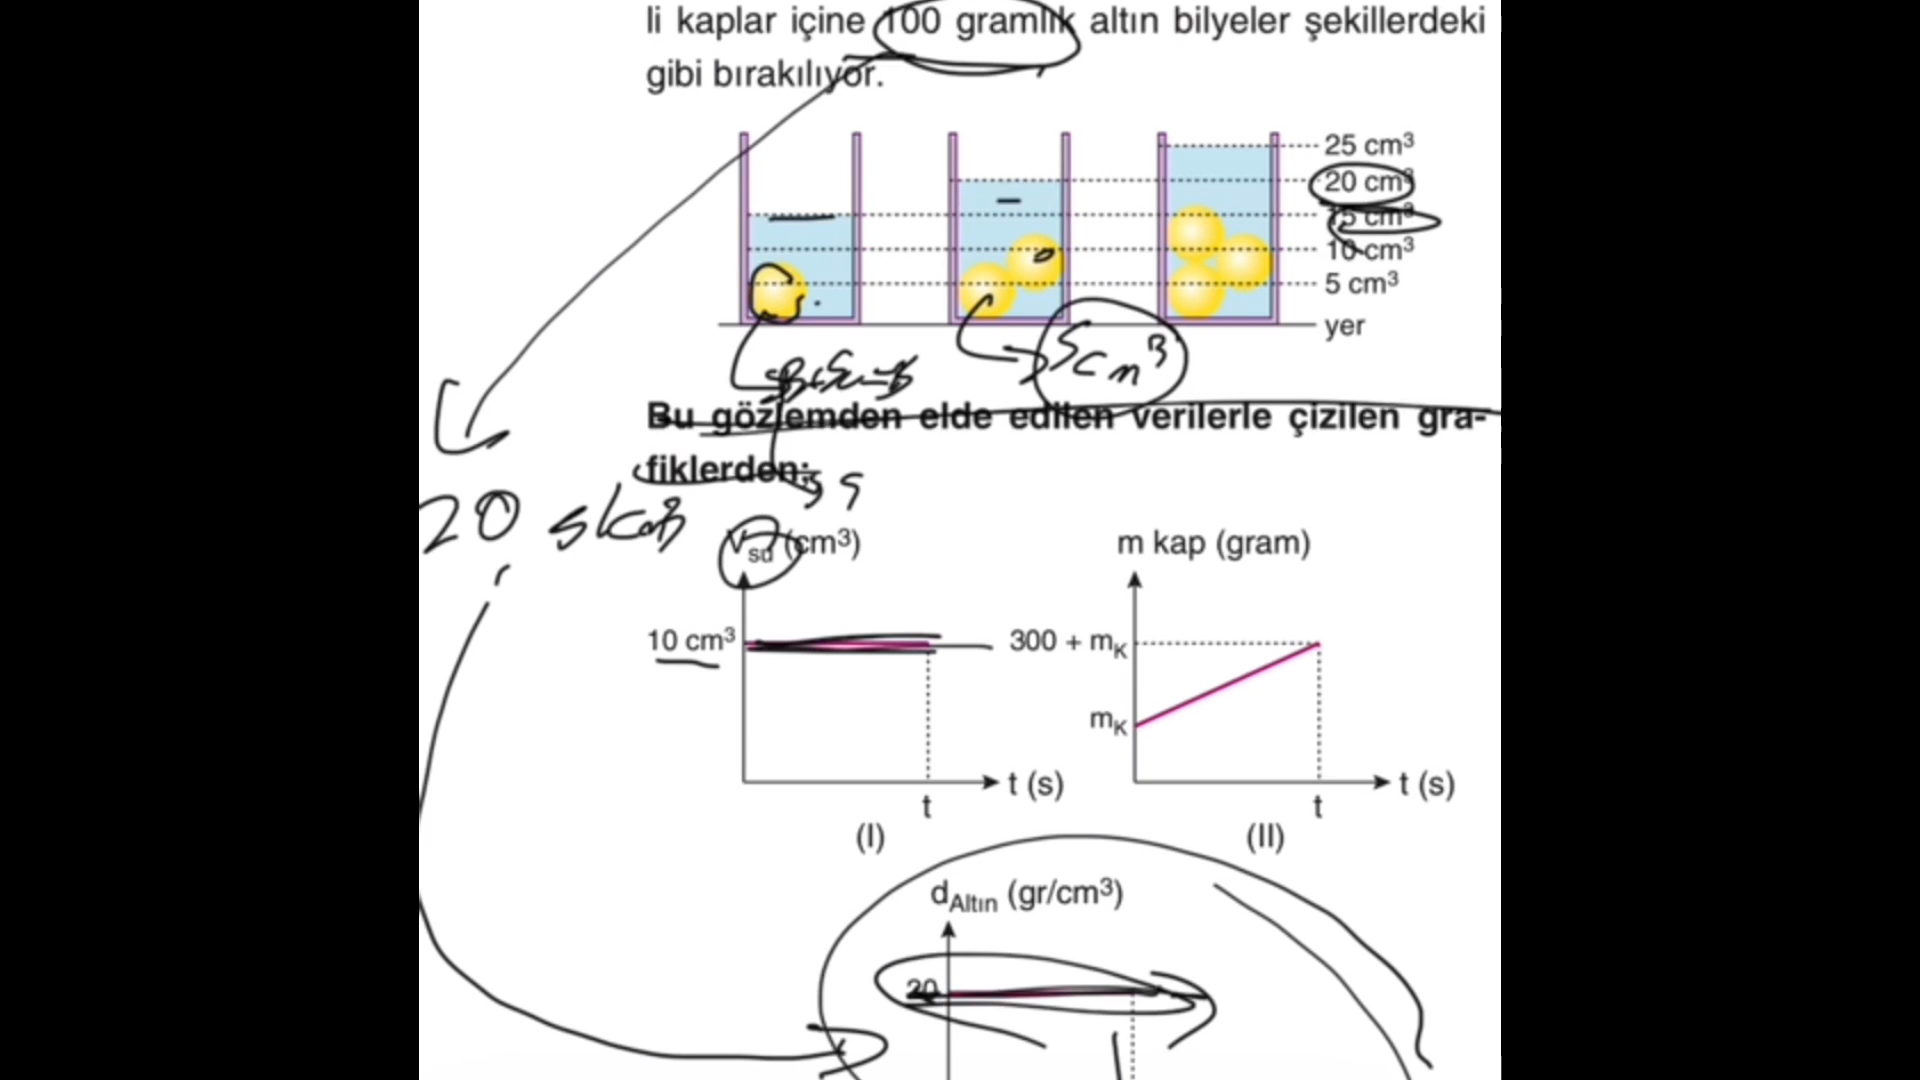 li kaplar içine 100 gramlık altın bilyeler şekillerdeki
gibi bırakılıyor.
25 cm³
20 cm³
15 cm³
10 cm³
5 cm³
yer
5cm³
Bu gözlemden elde edilen verilerle çizilen gra-
fiklerden;
20
V_su (cm³)
10 cm³
t
t (s)
(I)
m kap (gram)
300 + m_K
m_K
t
t (s)
(II)
d_Altın (gr/cm³)
20